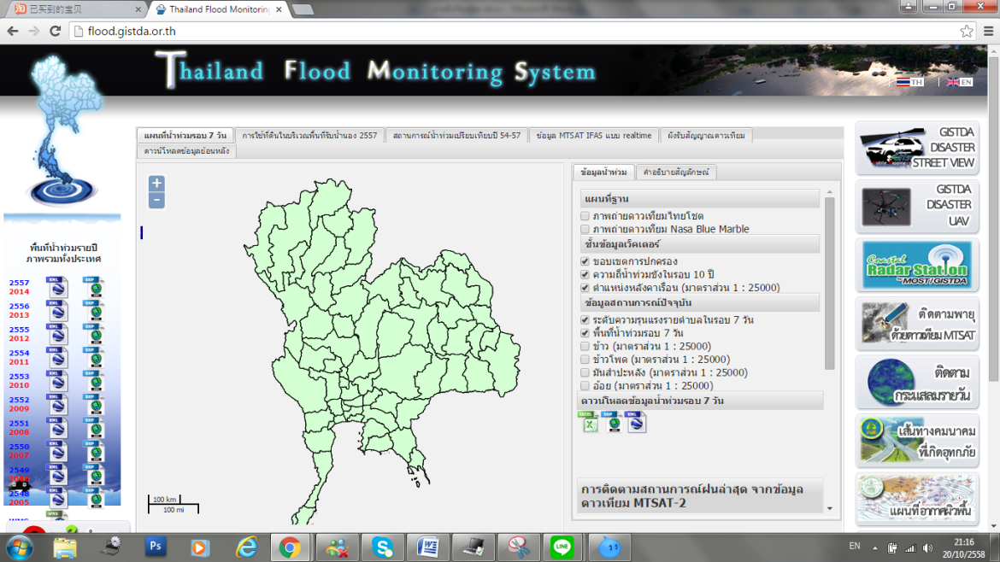 已买到的宝贝
Thailand Flood Monitorin
flood.gistda.or.th
Thailand Flood Monitoring System
TH | EN
แผนที่น้ำท่วมรอบ 7 วัน
การใช้ที่ดินในบริเวณพื้นที่รับน้ำนอง 2557
สถานการณ์น้ำท่วมเปรียบเทียบปี 54-57
ข้อมูล MTSAT IFAS แบบ realtime
ผังรับสัญญาณดาวเทียม
ดาวน์โหลดข้อมูลย้อนหลัง
พื้นที่น้ำท่วมรายปี
ภาพรวมทั้งประเทศ
2557
2014
2556
2013
2555
2012
2554
2011
2553
2010
2552
2009
2551
2008
2550
2007
2549
2006
2548
2005
+
−
100 km
100 mi
ข้อมูลน้ำท่วม
คำอธิบายสัญลักษณ์
แผนที่ฐาน
ภาพถ่ายดาวเทียมไทยโชต
ภาพถ่ายดาวเทียม Nasa Blue Marble
ชั้นข้อมูลเว็คเตอร์
ขอบเขตการปกครอง
ความถี่น้ำท่วมขังในรอบ 10 ปี
ตำแหน่งหลังคาเรือน (มาตราส่วน 1 : 25000)
ข้อมูลสถานการณ์ปัจจุบัน
ระดับความรุนแรงรายตำบลในรอบ 7 วัน
พื้นที่น้ำท่วมรอบ 7 วัน
ข้าว (มาตราส่วน 1 : 25000)
ข้าวโพด (มาตราส่วน 1 : 25000)
มันสำปะหลัง (มาตราส่วน 1 : 25000)
อ้อย (มาตราส่วน 1 : 25000)
ดาวน์โหลดข้อมูลน้ำท่วมรอบ 7 วัน
EXCEL SHP KML
การติดตามสถานการณ์ฝนล่าสุด จากข้อมูล
ดาวเทียม MTSAT-2
GISTDA
DISASTER
STREET VIEW
GISTDA
DISASTER
UAV
Coastal
Radar Station
by MOST/GISTDA
ติดตามพายุ
ด้วยดาวเทียม MTSAT
ติดตาม
กระแสลมรายวัน
เส้นทางคมนาคม
ที่เกิดอุทกภัย
แผนที่อากาศผิวพื้น
EN
21:16
20/10/2558